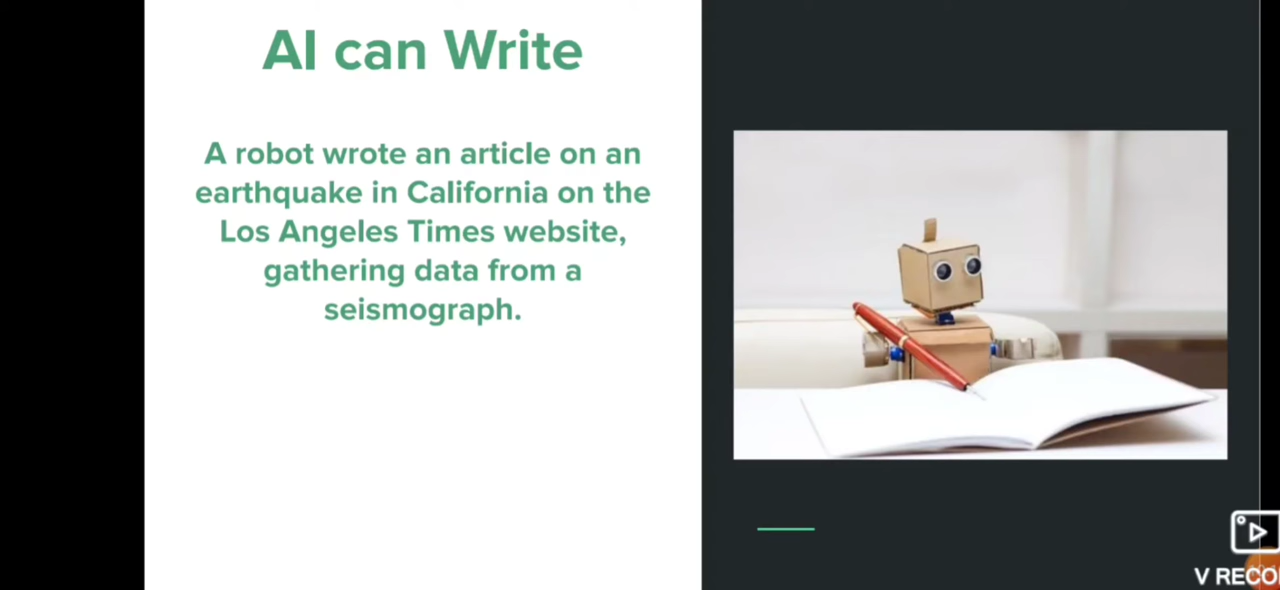 AI can Write
A robot wrote an article on an
earthquake in California on the
Los Angeles Times website,
gathering data from a
seismograph.
V RECO